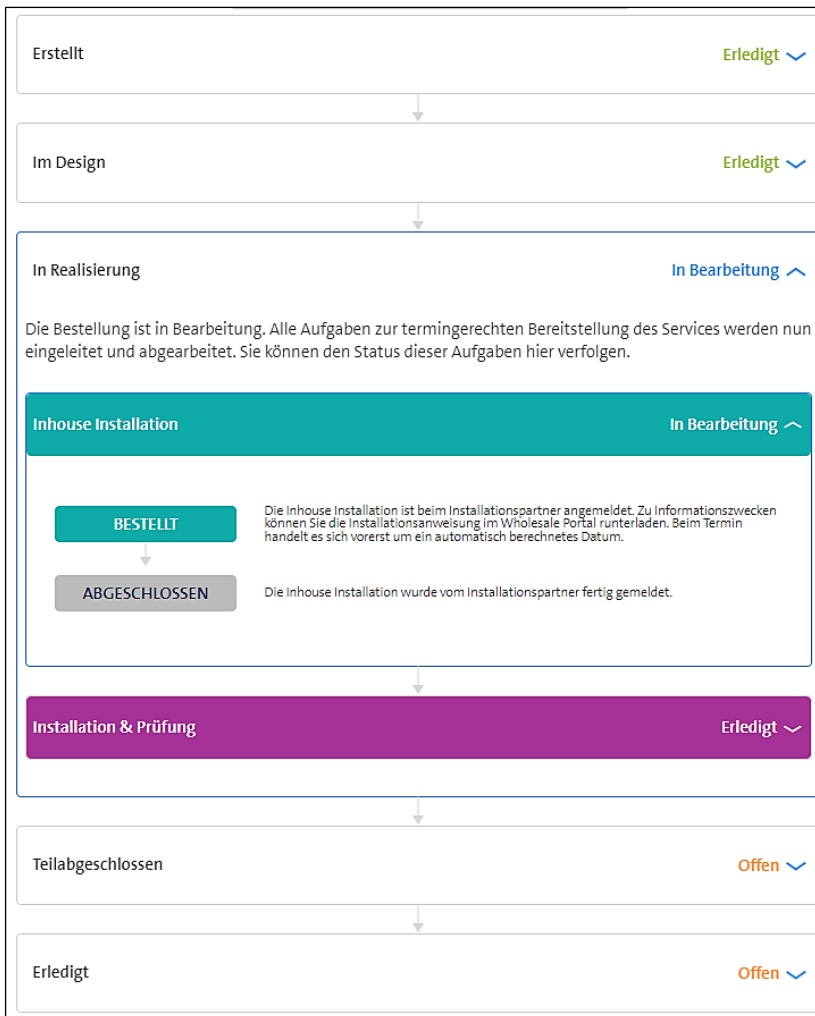 Erstellt Erledigt
Im Design Erledigt
In Realisierung In Bearbeitung
Die Bestellung ist in Bearbeitung. Alle Aufgaben zur termingerechten Bereitstellung des Services werden nun
eingeleitet und abgearbeitet. Sie können den Status dieser Aufgaben hier verfolgen.
Inhouse Installation In Bearbeitung
BESTELLT
Die Inhouse Installation ist beim Installationspartner angemeldet. Zu Informationszwecken
können Sie die Installationsanweisung im Wholesale Portal runterladen. Beim Termin
handelt es sich vorerst um ein automatisch berechnetes Datum.
ABGESCHLOSSEN
Die Inhouse Installation wurde vom Installationspartner fertig gemeldet.
Installation & Prüfung Erledigt
Teilabgeschlossen Offen
Erledigt Offen